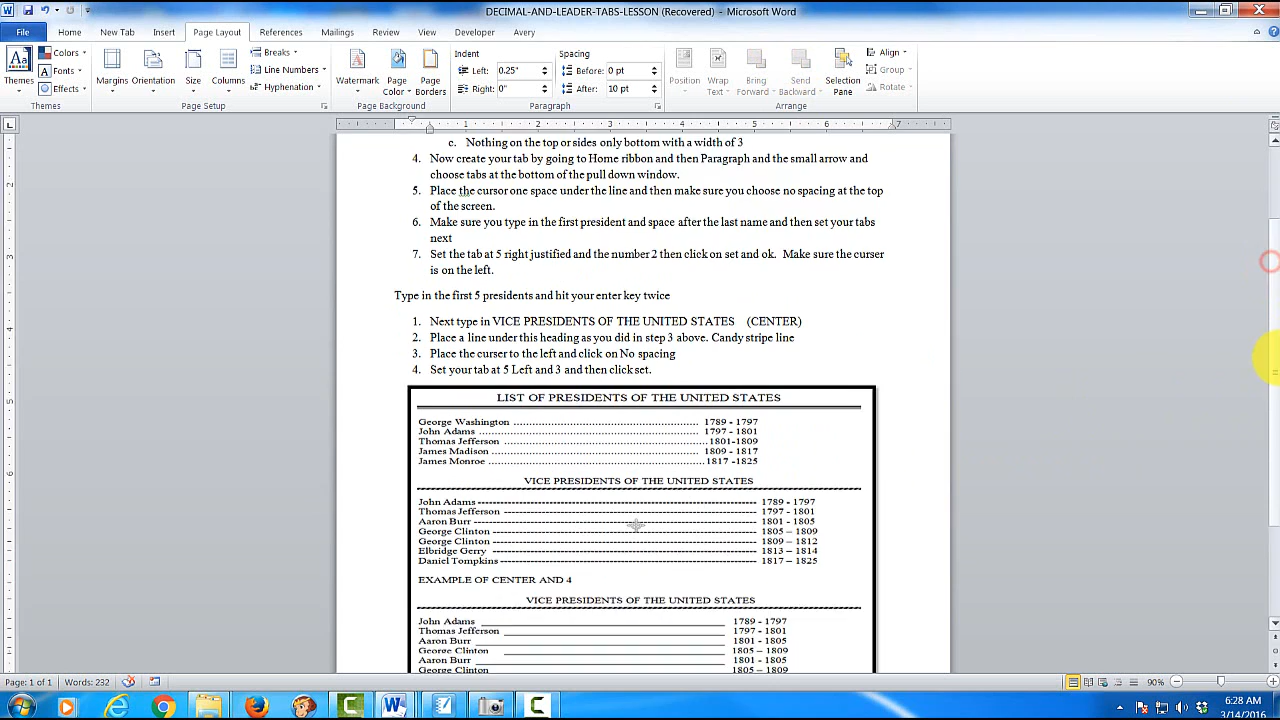 DECIMAL-AND-LEADER-TABS-LESSON (Recovered) - Microsoft Word
File Home New Tab Insert Page Layout References Mailings Review View Developer Avery
Themes
Colors
Fonts
Effects
Margins Orientation Size Columns
Breaks
Line Numbers
Hyphenation
Watermark Page Color Page Borders
Indent
Left: 0.25"
Right: 0"
Spacing
Before: 0 pt
After: 10 pt
Position Wrap Text Bring Forward Send Backward Selection Pane
Align
Group
Rotate
Themes Page Setup Page Background Paragraph Arrange
1 2 3 4 5 6 7
c. Nothing on the top or sides only bottom with a width of 3
4. Now create your tab by going to Home ribbon and then Paragraph and the small arrow and
choose tabs at the bottom of the pull down window.
5. Place the cursor one space under the line and then make sure you choose no spacing at the top
of the screen.
6. Make sure you type in the first president and space after the last name and then set your tabs
next
7. Set the tab at 5 right justified and the number 2 then click on set and ok. Make sure the curser
is on the left.
Type in the first 5 presidents and hit your enter key twice
1. Next type in VICE PRESIDENTS OF THE UNITED STATES (CENTER)
2. Place a line under this heading as you did in step 3 above. Candy stripe line
3. Place the curser to the left and click on No spacing
4. Set your tab at 5 Left and 3 and then click set.
LIST OF PRESIDENTS OF THE UNITED STATES
George Washington ........ 1789 - 1797
John Adams ........ 1797 - 1801
Thomas Jefferson ........ 1801-1809
James Madison ........ 1809 - 1817
James Monroe ........ 1817 -1825
VICE PRESIDENTS OF THE UNITED STATES
John Adams -------- 1789 - 1797
Thomas Jefferson -------- 1797 - 1801
Aaron Burr -------- 1801 - 1805
George Clinton -------- 1805 – 1809
George Clinton -------- 1809 – 1812
Elbridge Gerry -------- 1813 – 1814
Daniel Tompkins -------- 1817 – 1825
EXAMPLE OF CENTER AND 4
VICE PRESIDENTS OF THE UNITED STATES
John Adams ________ 1789 - 1797
Thomas Jefferson ________ 1797 - 1801
Aaron Burr ________ 1801 - 1805
George Clinton ________ 1805 – 1809
Aaron Burr ________ 1801 - 1805
George Clinton ________ 1805 – 1809
Page: 1 of 1 Words: 232 90%
6:28 AM
3/14/2016